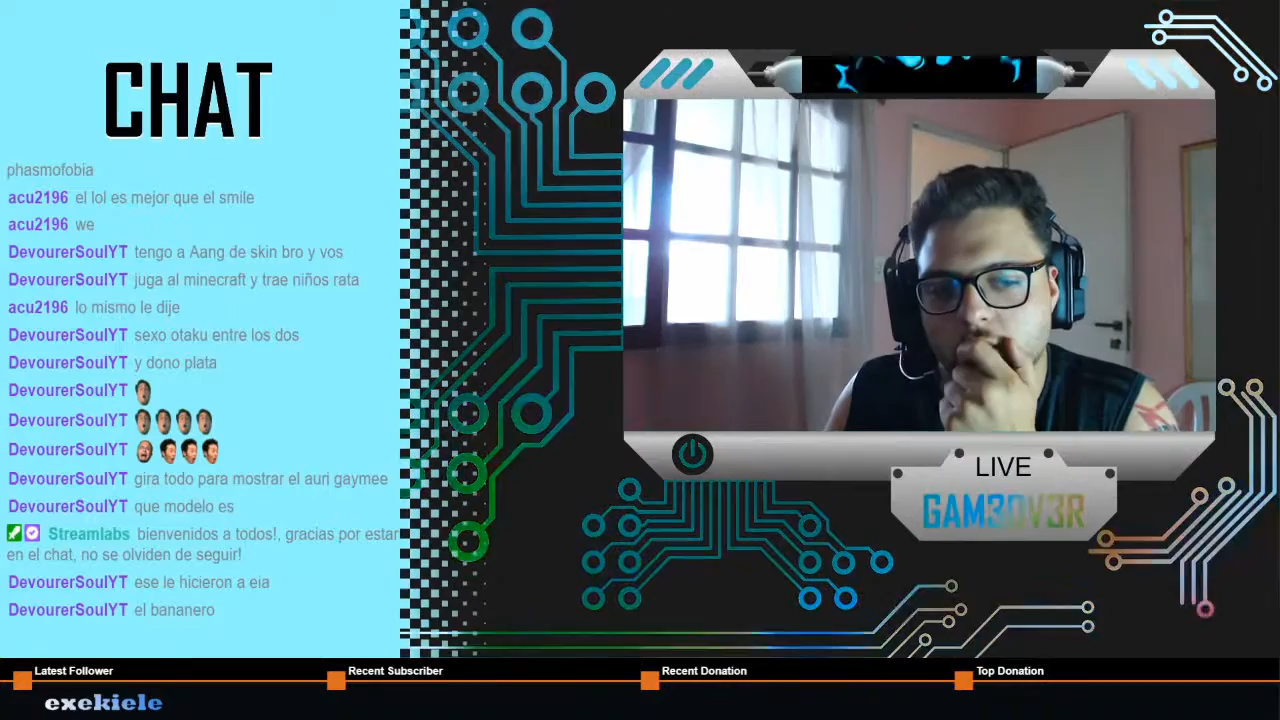 CHAT
phasmofobia
acu2196 el lol es mejor que el smile
acu2196 we
DevourerSoulYT tengo a Aang de skin bro y vos
DevourerSoulYT juga al minecraft y trae niños rata
acu2196 lo mismo le dije
DevourerSoulYT sexo otaku entre los dos
DevourerSoulYT y dono plata
DevourerSoulYT
DevourerSoulYT
DevourerSoulYT
DevourerSoulYT gira todo para mostrar el auri gaymee
DevourerSoulYT que modelo es
Streamlabs bienvenidos a todos!, gracias por estar
en el chat, no se olviden de seguir!
DevourerSoulYT ese le hicieron a eia
DevourerSoulYT el bananero
LIVE
GAM3OV3R
Latest Follower
Recent Subscriber
Recent Donation
Top Donation
exekiele